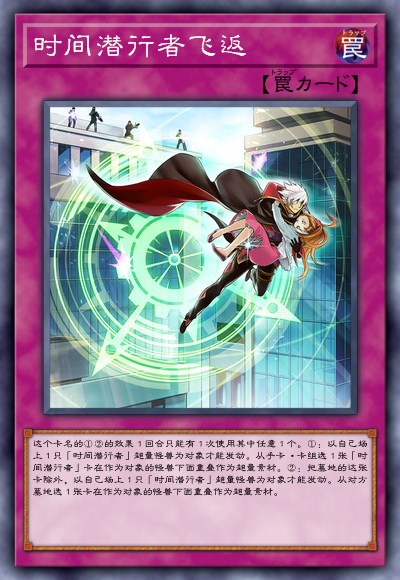 时间潜行者飞返
トラップ
罠
トラップ
【罠カード】
这个卡名的①②的效果１回合只能有１次使用其中任意１个。①：以自己场
上１只「时间潜行者」超量怪兽为对象才能发动。从手卡·卡组选１张「时
间潜行者」卡在作为对象的怪兽下面重叠作为超量素材。②：把墓地的这张
卡除外，以自己场上１只「时间潜行者」超量怪兽为对象才能发动。从对方
墓地选１张卡在作为对象的怪兽下面重叠作为超量素材。